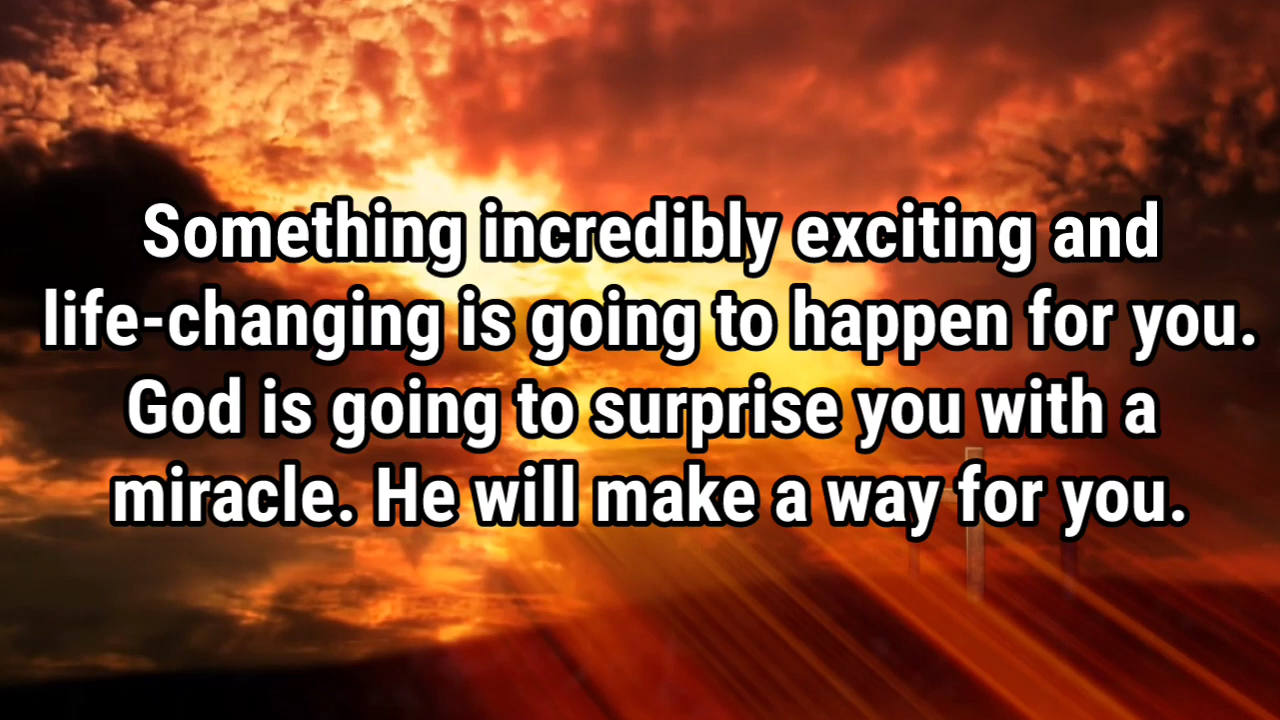 Something incredibly exciting and
life-changing is going to happen for you.
God is going to surprise you with a
miracle. He will make a way for you.